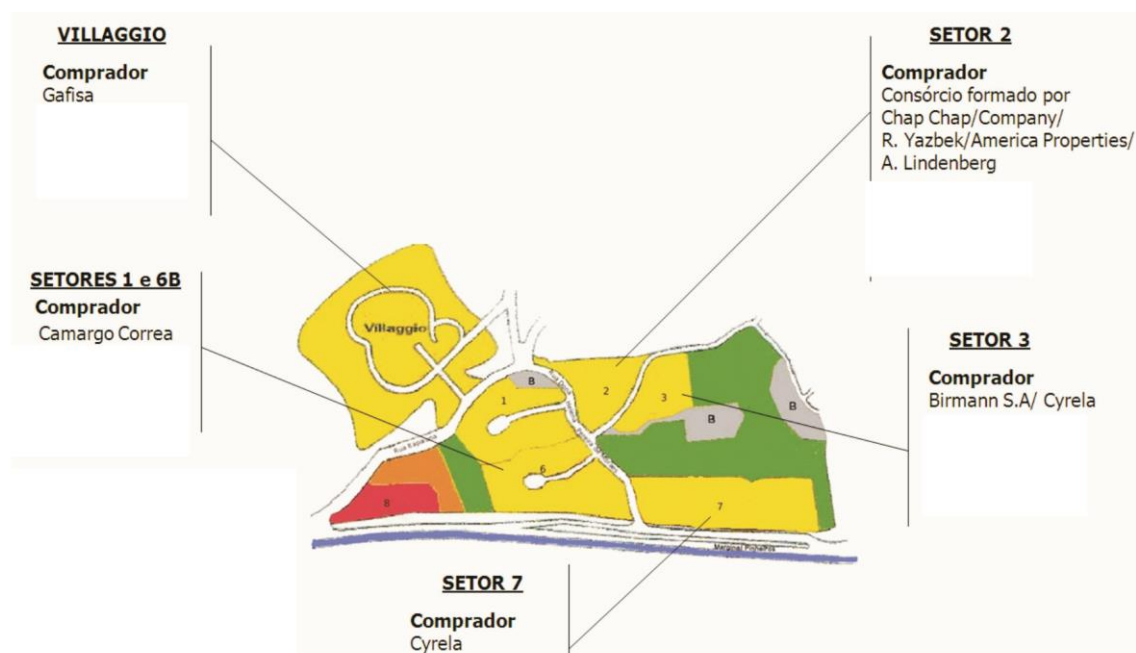 VILLAGGIO
Comprador
Gafisa
SETOR 2
Comprador
Consórcio formado por
Chap Chap/Company/
R. Yazbek/America Properties/
A. Lindenberg
SETORES 1 e 6B
Comprador
Camargo Correa
SETOR 3
Comprador
Birmann S.A/ Cyrela
Villaggio
B
1
2
3
B
B
6
7
8
Marginal Pinheiros
SETOR 7
Comprador
Cyrela